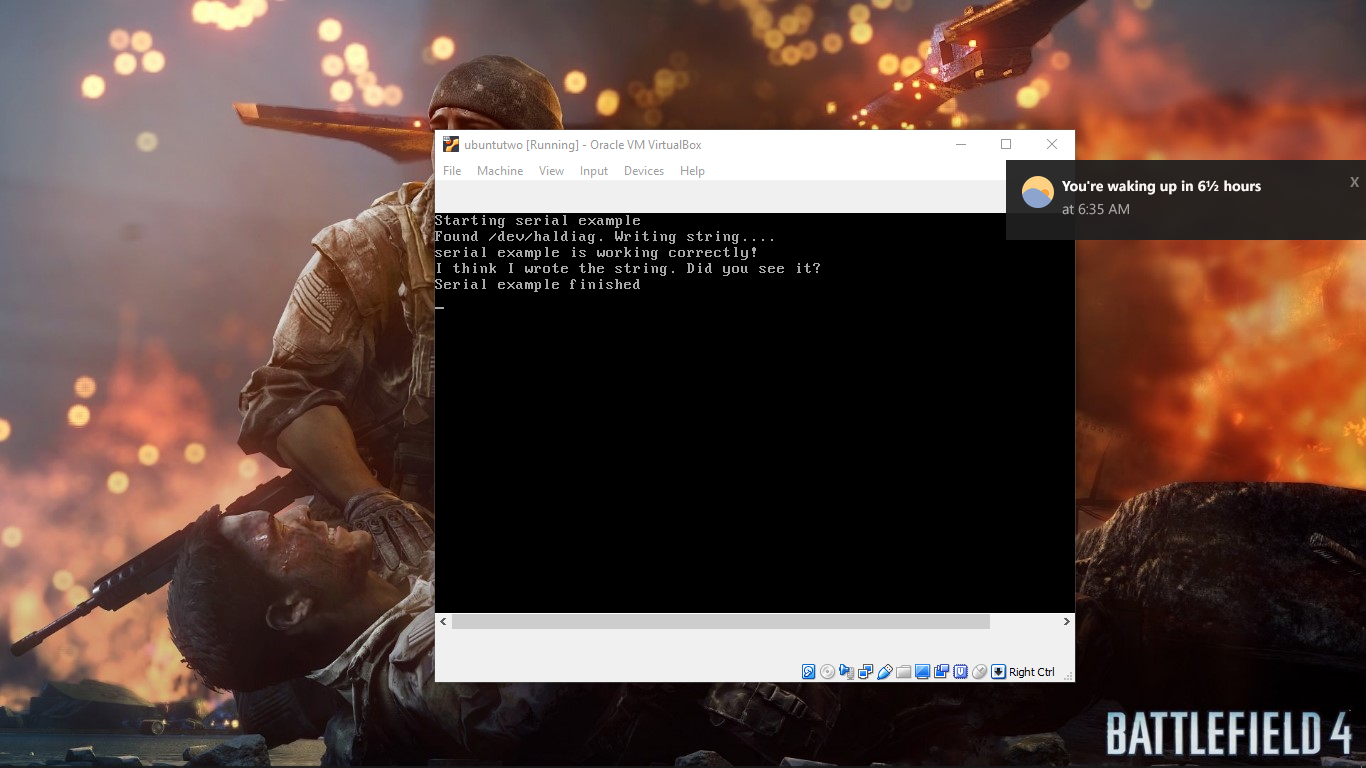 ubuntutwo [Running] - Oracle VM VirtualBox
File Machine View Input Devices Help
You're waking up in 6½ hours
X
at 6:35 AM
Starting serial example
Found /dev/haldiag. Writing string....
serial example is working correctly!
I think I wrote the string. Did you see it?
Serial example finished
Right Ctrl
BATTLEFIELD 4